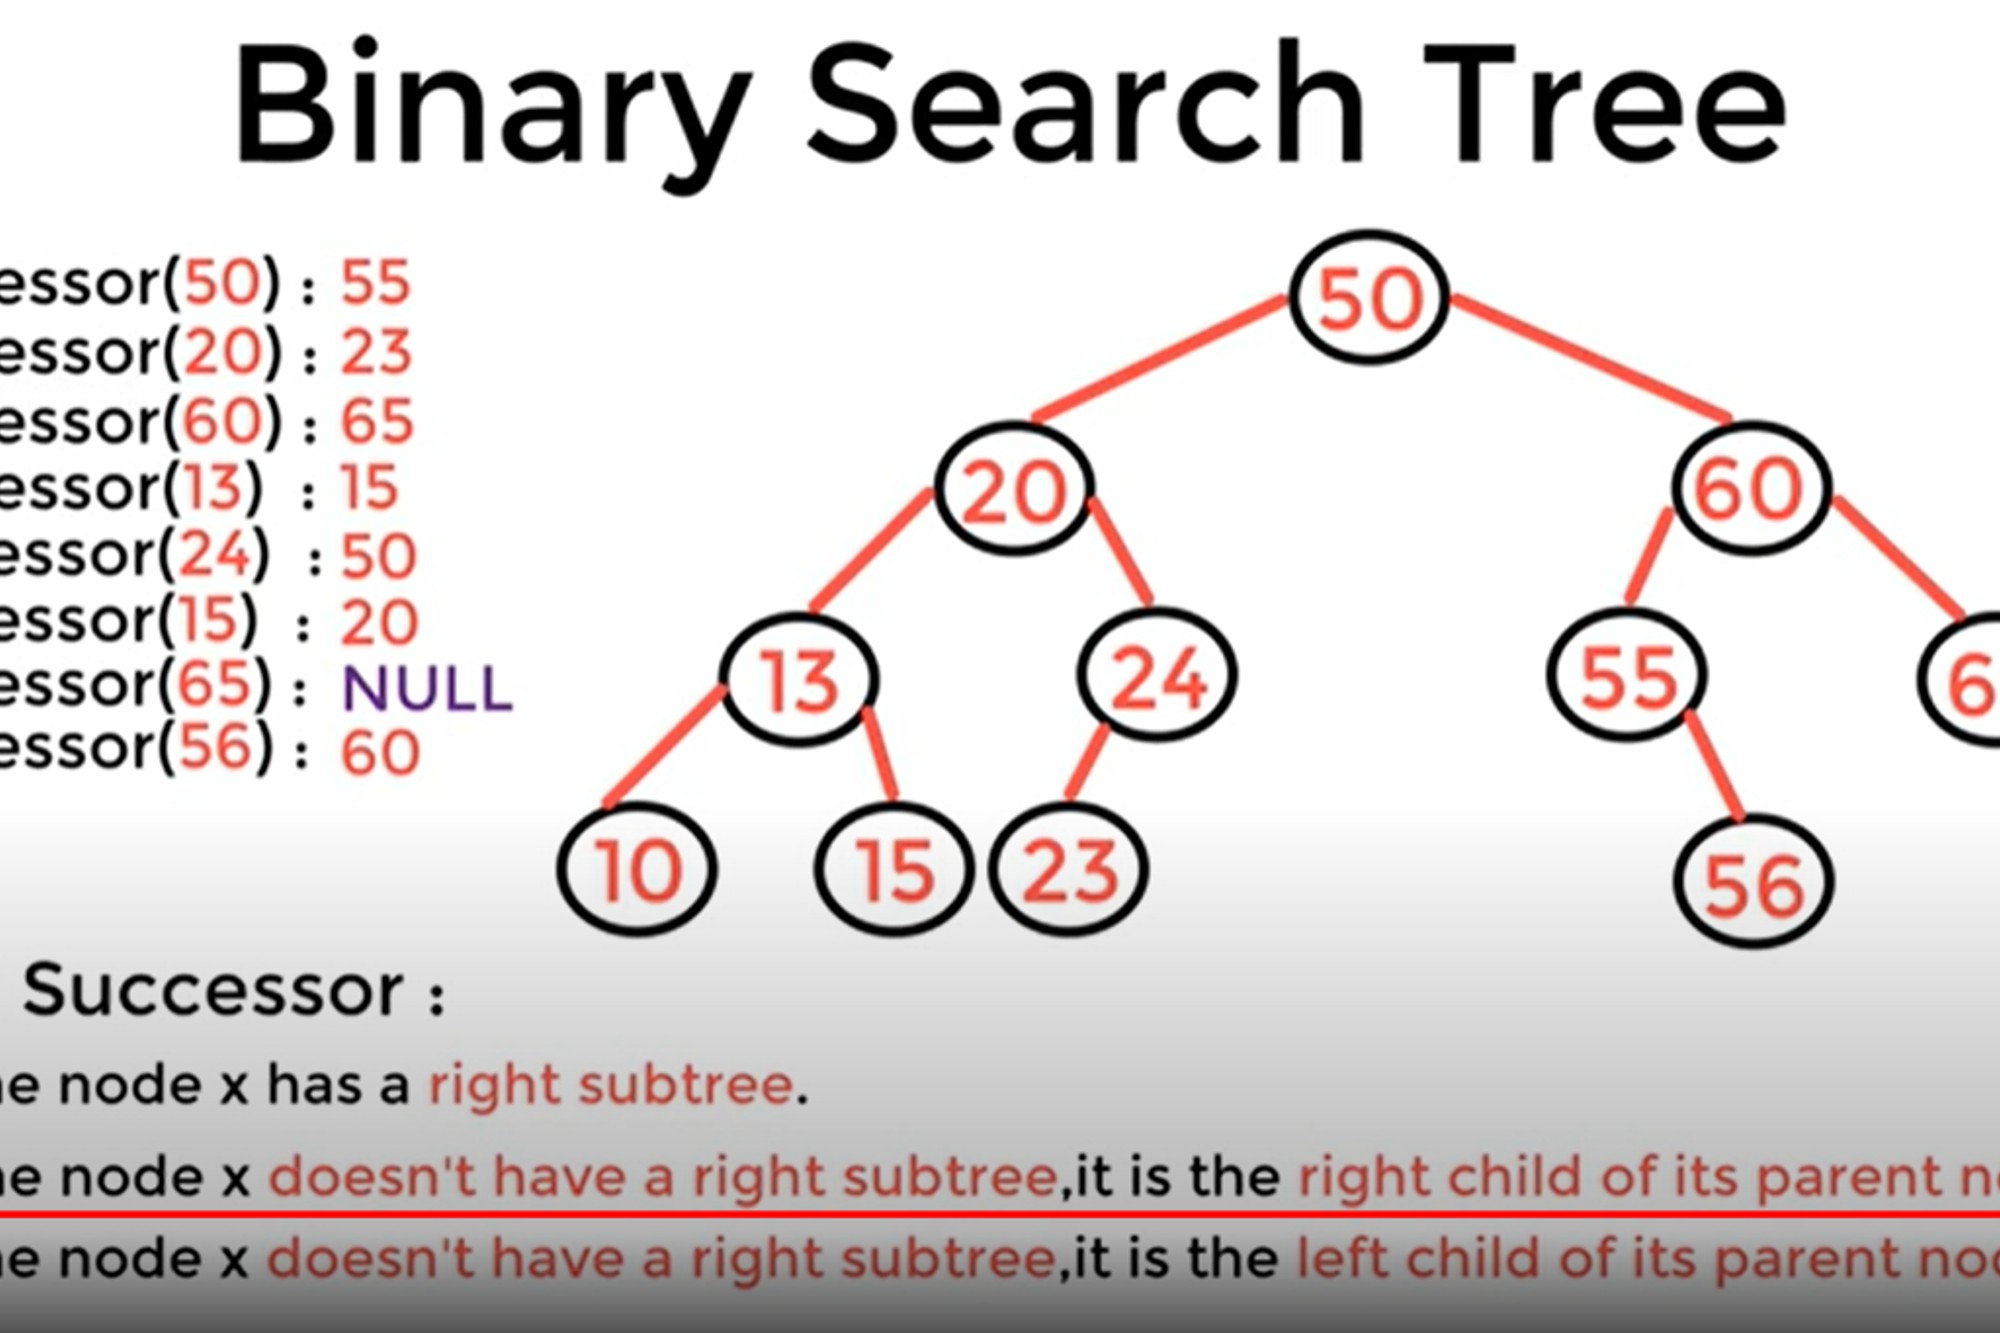 Binary Search Tree
essor(50) : 55
essor(20) : 23
essor(60) : 65
essor(13) : 15
essor(24) : 50
essor(15) : 20
essor(65) : NULL
essor(56) : 60
50
20 60
13 24 55 6
10 15 23 56
Successor :
he node x has a right subtree.
he node x doesn't have a right subtree,it is the right child of its parent n
he node x doesn't have a right subtree,it is the left child of its parent no